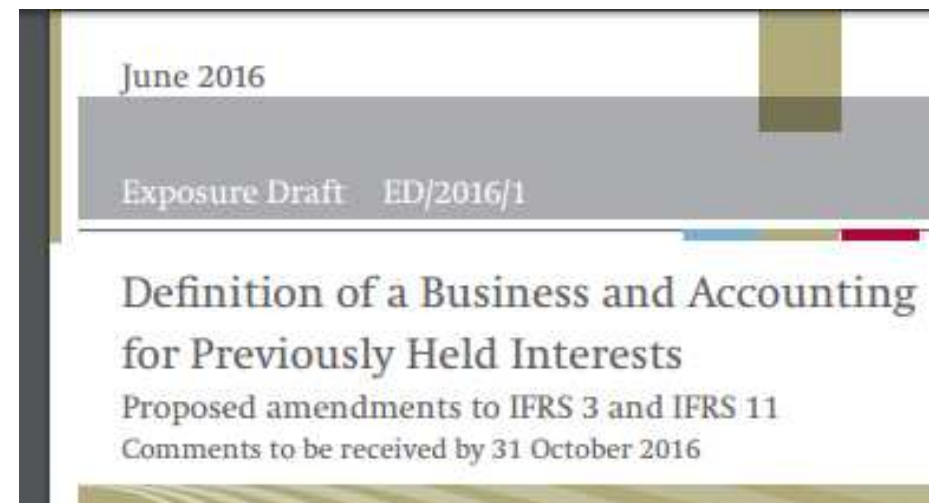 June 2016
Exposure Draft ED/2016/1
Definition of a Business and Accounting
for Previously Held Interests
Proposed amendments to IFRS 3 and IFRS 11
Comments to be received by 31 October 2016